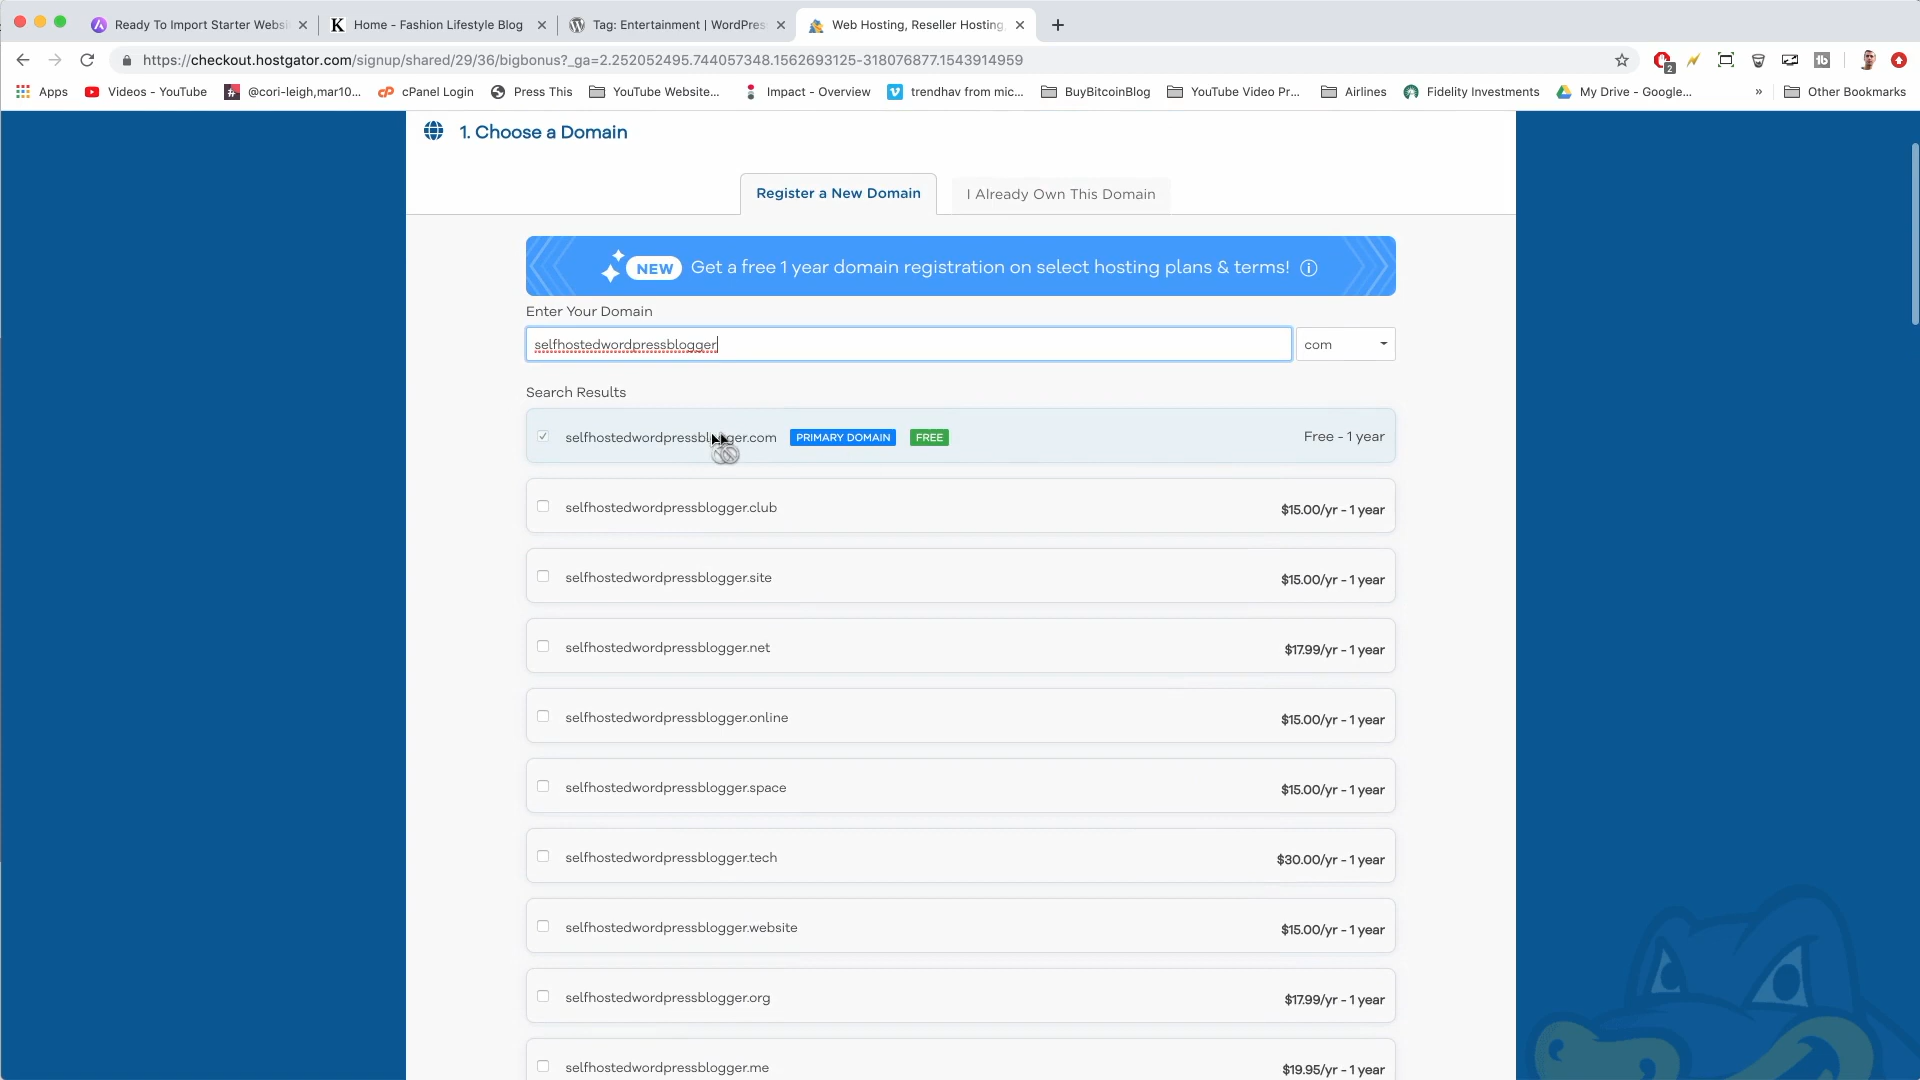 Ready To Import Starter Websi
Home - Fashion Lifestyle Blog
Tag: Entertainment | WordPres
Web Hosting, Reseller Hosting,
https://checkout.hostgator.com/signup/shared/29/36/bigbonus?_ga=2.252052495.744057348.1562693125-318076877.1543914959
2
Apps
Videos - YouTube
@cori-leigh,mar10...
cPanel Login
Press This
YouTube Website...
Impact - Overview
trendhav from mic...
BuyBitcoinBlog
YouTube Video Pr...
Airlines
Fidelity Investments
My Drive - Google...
»
Other Bookmarks
1. Choose a Domain
Register a New Domain
I Already Own This Domain
NEW Get a free 1 year domain registration on select hosting plans & terms!
Enter Your Domain
selfhostedwordpressblogger
com
Search Results
selfhostedwordpressblogger.com PRIMARY DOMAIN FREE Free - 1 year
selfhostedwordpressblogger.club $15.00/yr - 1 year
selfhostedwordpressblogger.site $15.00/yr - 1 year
selfhostedwordpressblogger.net $17.99/yr - 1 year
selfhostedwordpressblogger.online $15.00/yr - 1 year
selfhostedwordpressblogger.space $15.00/yr - 1 year
selfhostedwordpressblogger.tech $30.00/yr - 1 year
selfhostedwordpressblogger.website $15.00/yr - 1 year
selfhostedwordpressblogger.org $17.99/yr - 1 year
selfhostedwordpressblogger.me $19.95/yr - 1 year